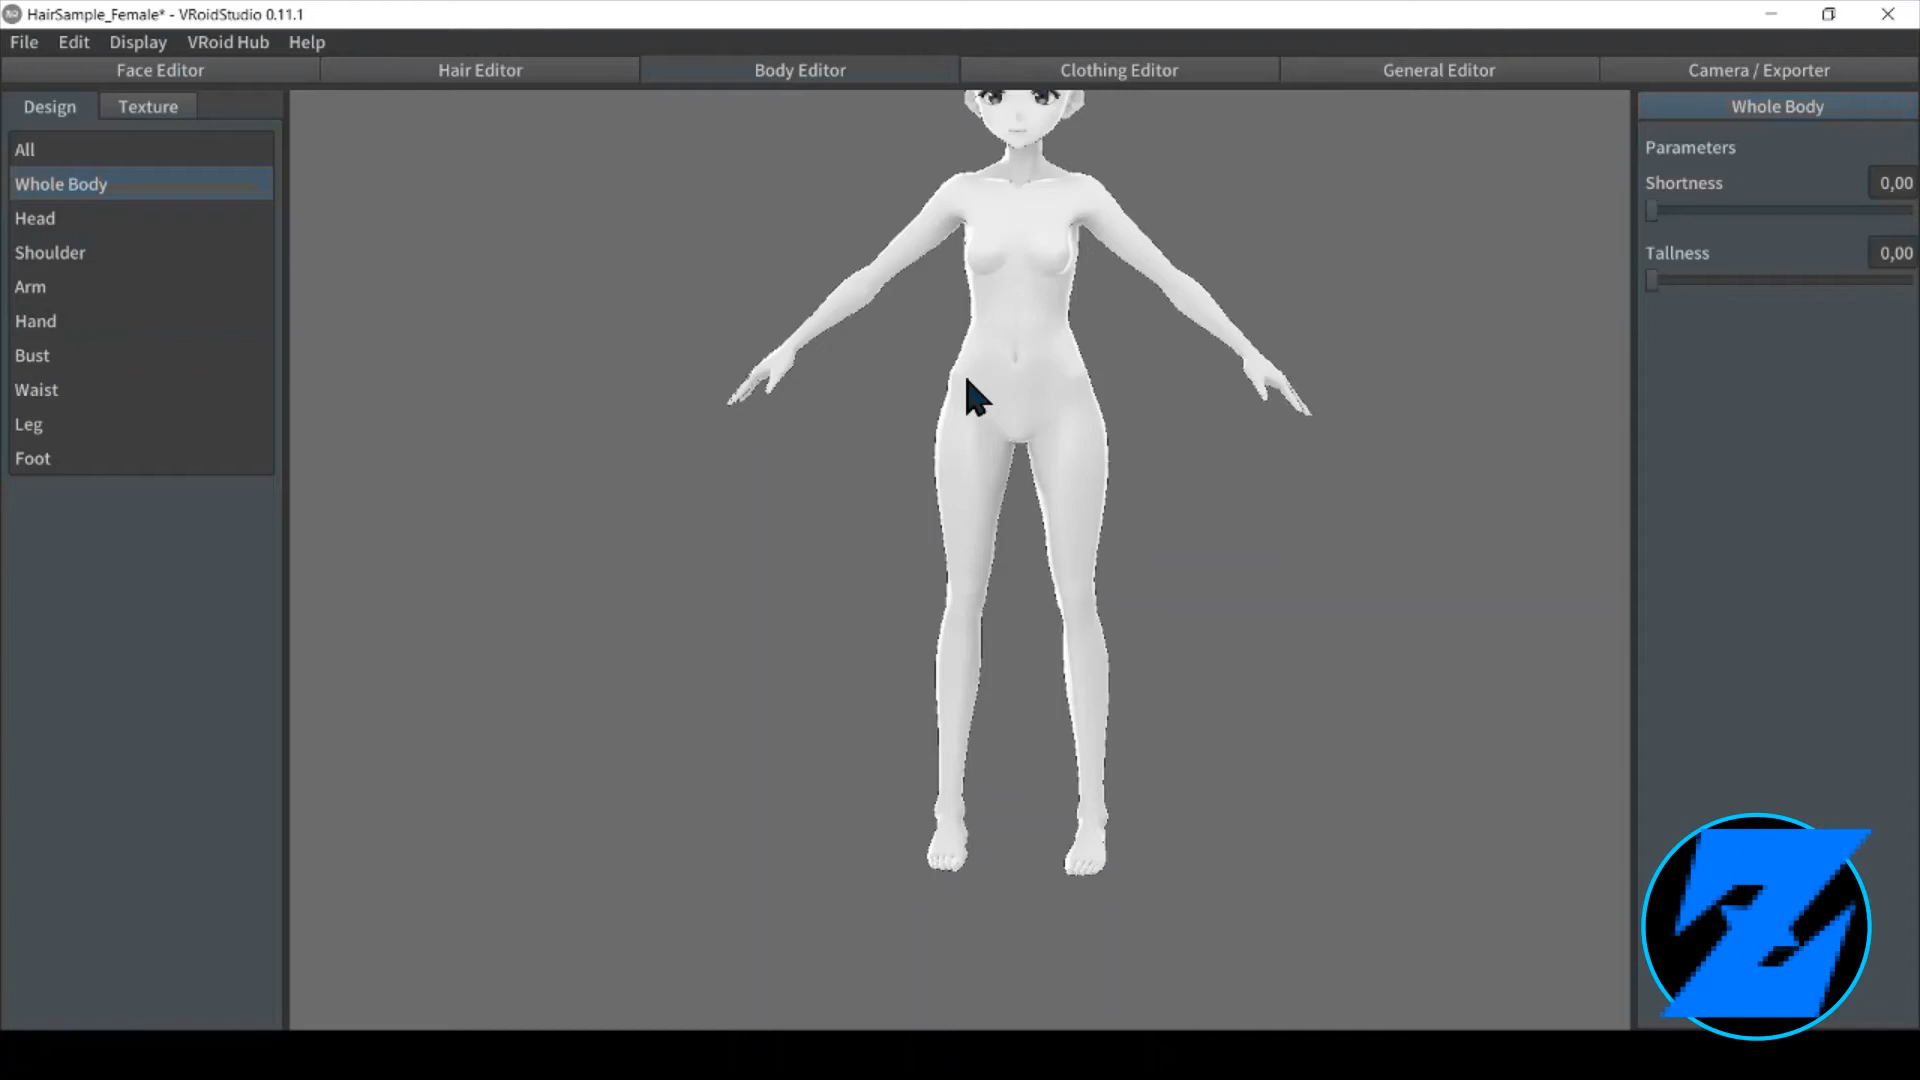 HairSample_Female* - VRoidStudio 0.11.1
File Edit Display VRoid Hub Help
Face Editor Hair Editor Body Editor Clothing Editor General Editor Camera / Exporter
Design Texture
All
Whole Body
Head
Shoulder
Arm
Hand
Bust
Waist
Leg
Foot
Whole Body
Parameters
Shortness 0,00
Tallness 0,00